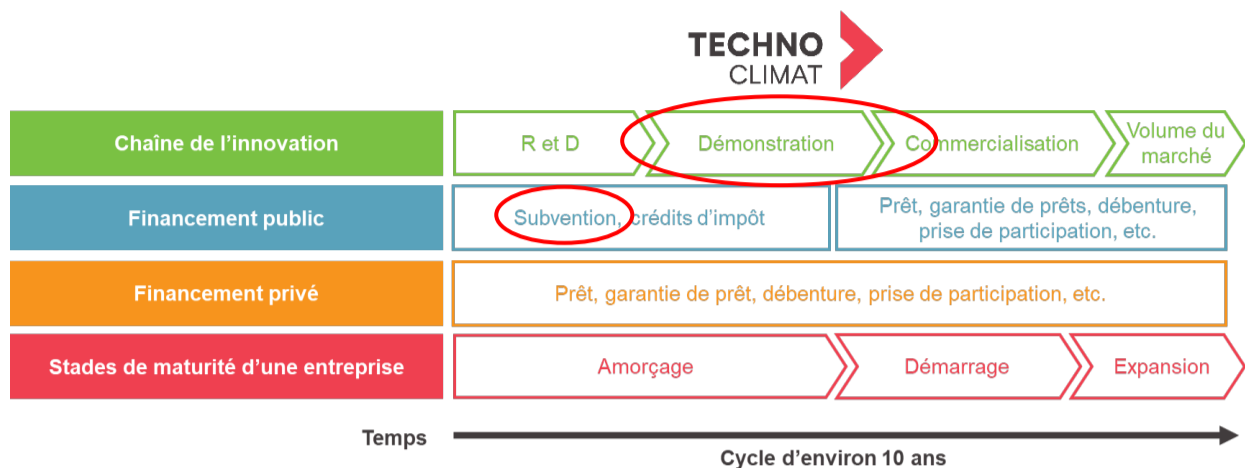 TECHNO
CLIMAT
Chaîne de l'innovation
R et D
Démonstration
Commercialisation
Volume du
marché
Financement public
Subvention, crédits d'impôt
Prêt, garantie de prêts, débenture,
prise de participation, etc.
Financement privé
Prêt, garantie de prêt, débenture, prise de participation, etc.
Stades de maturité d'une entreprise
Amorçage
Démarrage
Expansion
Temps
Cycle d'environ 10 ans